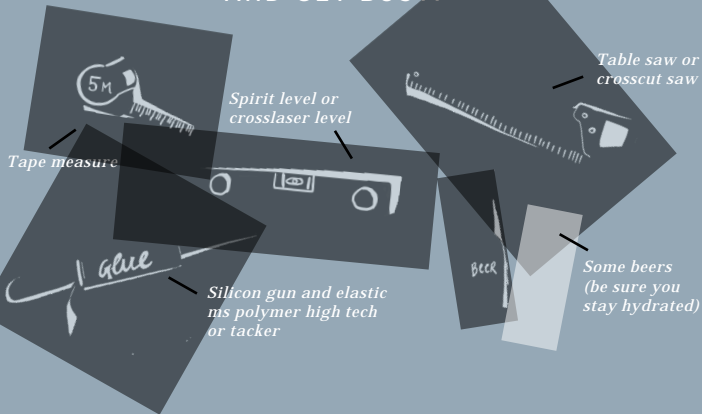 5M
Tape measure
Spirit level or
crosslaser level
Table saw or
crosscut saw
Glue
Silicon gun and elastic
ms polymer high tech
or tacker
BEER
Some beers
(be sure you
stay hydrated)